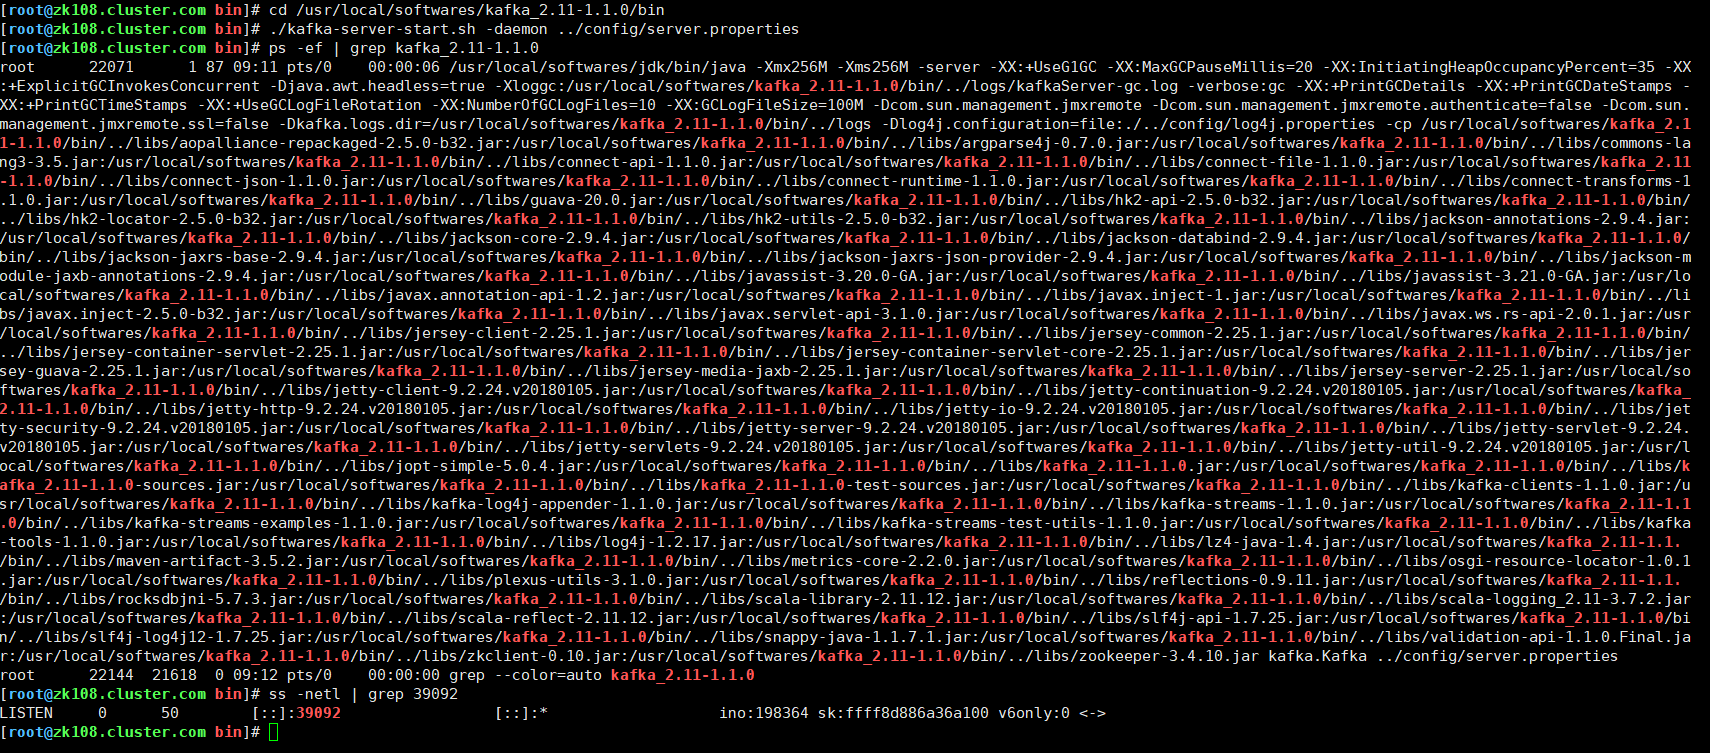 [root@zk108.cluster.com bin]# cd /usr/local/softwares/kafka_2.11-1.1.0/bin
[root@zk108.cluster.com bin]# ./kafka-server-start.sh -daemon ../config/server.properties
[root@zk108.cluster.com bin]# ps -ef | grep kafka_2.11-1.1.0
root      22071      1 87 09:11 pts/0    00:00:06 /usr/local/softwares/jdk/bin/java -Xmx256M -Xms256M -server -XX:+UseG1GC -XX:MaxGCPauseMillis=20 -XX:InitiatingHeapOccupancyPercent=35 -XX
:+ExplicitGCInvokesConcurrent -Djava.awt.headless=true -Xloggc:/usr/local/softwares/kafka_2.11-1.1.0/bin/../logs/kafkaServer-gc.log -verbose:gc -XX:+PrintGCDetails -XX:+PrintGCDateStamps -
XX:+PrintGCTimeStamps -XX:+UseGCLogFileRotation -XX:NumberOfGCLogFiles=10 -XX:GCLogFileSize=100M -Dcom.sun.management.jmxremote -Dcom.sun.management.jmxremote.authenticate=false -Dcom.sun.
management.jmxremote.ssl=false -Dkafka.logs.dir=/usr/local/softwares/kafka_2.11-1.1.0/bin/../logs -Dlog4j.configuration=file:./../config/log4j.properties -cp /usr/local/softwares/kafka_2.1
1-1.1.0/bin/../libs/aopalliance-repackaged-2.5.0-b32.jar:/usr/local/softwares/kafka_2.11-1.1.0/bin/../libs/argparse4j-0.7.0.jar:/usr/local/softwares/kafka_2.11-1.1.0/bin/../libs/commons-la
ng3-3.5.jar:/usr/local/softwares/kafka_2.11-1.1.0/bin/../libs/connect-api-1.1.0.jar:/usr/local/softwares/kafka_2.11-1.1.0/bin/../libs/connect-file-1.1.0.jar:/usr/local/softwares/kafka_2.11
-1.1.0/bin/../libs/connect-json-1.1.0.jar:/usr/local/softwares/kafka_2.11-1.1.0/bin/../libs/connect-runtime-1.1.0.jar:/usr/local/softwares/kafka_2.11-1.1.0/bin/../libs/connect-transforms-1
.1.0.jar:/usr/local/softwares/kafka_2.11-1.1.0/bin/../libs/guava-20.0.jar:/usr/local/softwares/kafka_2.11-1.1.0/bin/../libs/hk2-api-2.5.0-b32.jar:/usr/local/softwares/kafka_2.11-1.1.0/bin/
../libs/hk2-locator-2.5.0-b32.jar:/usr/local/softwares/kafka_2.11-1.1.0/bin/../libs/hk2-utils-2.5.0-b32.jar:/usr/local/softwares/kafka_2.11-1.1.0/bin/../libs/jackson-annotations-2.9.4.jar:
/usr/local/softwares/kafka_2.11-1.1.0/bin/../libs/jackson-core-2.9.4.jar:/usr/local/softwares/kafka_2.11-1.1.0/bin/../libs/jackson-databind-2.9.4.jar:/usr/local/softwares/kafka_2.11-1.1.0/
bin/../libs/jackson-jaxrs-base-2.9.4.jar:/usr/local/softwares/kafka_2.11-1.1.0/bin/../libs/jackson-jaxrs-json-provider-2.9.4.jar:/usr/local/softwares/kafka_2.11-1.1.0/bin/../libs/jackson-m
odule-jaxb-annotations-2.9.4.jar:/usr/local/softwares/kafka_2.11-1.1.0/bin/../libs/javassist-3.20.0-GA.jar:/usr/local/softwares/kafka_2.11-1.1.0/bin/../libs/javassist-3.21.0-GA.jar:/usr/lo
cal/softwares/kafka_2.11-1.1.0/bin/../libs/javax.annotation-api-1.2.jar:/usr/local/softwares/kafka_2.11-1.1.0/bin/../libs/javax.inject-1.jar:/usr/local/softwares/kafka_2.11-1.1.0/bin/../li
bs/javax.inject-2.5.0-b32.jar:/usr/local/softwares/kafka_2.11-1.1.0/bin/../libs/javax.servlet-api-3.1.0.jar:/usr/local/softwares/kafka_2.11-1.1.0/bin/../libs/javax.ws.rs-api-2.0.1.jar:/usr
/local/softwares/kafka_2.11-1.1.0/bin/../libs/jersey-client-2.25.1.jar:/usr/local/softwares/kafka_2.11-1.1.0/bin/../libs/jersey-common-2.25.1.jar:/usr/local/softwares/kafka_2.11-1.1.0/bin/
../libs/jersey-container-servlet-2.25.1.jar:/usr/local/softwares/kafka_2.11-1.1.0/bin/../libs/jersey-container-servlet-core-2.25.1.jar:/usr/local/softwares/kafka_2.11-1.1.0/bin/../libs/jer
sey-guava-2.25.1.jar:/usr/local/softwares/kafka_2.11-1.1.0/bin/../libs/jersey-media-jaxb-2.25.1.jar:/usr/local/softwares/kafka_2.11-1.1.0/bin/../libs/jersey-server-2.25.1.jar:/usr/local/so
ftwares/kafka_2.11-1.1.0/bin/../libs/jetty-client-9.2.24.v20180105.jar:/usr/local/softwares/kafka_2.11-1.1.0/bin/../libs/jetty-continuation-9.2.24.v20180105.jar:/usr/local/softwares/kafka_
2.11-1.1.0/bin/../libs/jetty-http-9.2.24.v20180105.jar:/usr/local/softwares/kafka_2.11-1.1.0/bin/../libs/jetty-io-9.2.24.v20180105.jar:/usr/local/softwares/kafka_2.11-1.1.0/bin/../libs/jet
ty-security-9.2.24.v20180105.jar:/usr/local/softwares/kafka_2.11-1.1.0/bin/../libs/jetty-server-9.2.24.v20180105.jar:/usr/local/softwares/kafka_2.11-1.1.0/bin/../libs/jetty-servlet-9.2.24.
v20180105.jar:/usr/local/softwares/kafka_2.11-1.1.0/bin/../libs/jetty-servlets-9.2.24.v20180105.jar:/usr/local/softwares/kafka_2.11-1.1.0/bin/../libs/jetty-util-9.2.24.v20180105.jar:/usr/l
ocal/softwares/kafka_2.11-1.1.0/bin/../libs/jopt-simple-5.0.4.jar:/usr/local/softwares/kafka_2.11-1.1.0/bin/../libs/kafka_2.11-1.1.0.jar:/usr/local/softwares/kafka_2.11-1.1.0/bin/../libs/k
afka_2.11-1.1.0-sources.jar:/usr/local/softwares/kafka_2.11-1.1.0/bin/../libs/kafka_2.11-1.1.0-test-sources.jar:/usr/local/softwares/kafka_2.11-1.1.0/bin/../libs/kafka-clients-1.1.0.jar:/u
sr/local/softwares/kafka_2.11-1.1.0/bin/../libs/kafka-log4j-appender-1.1.0.jar:/usr/local/softwares/kafka_2.11-1.1.0/bin/../libs/kafka-streams-1.1.0.jar:/usr/local/softwares/kafka_2.11-1.1
.0/bin/../libs/kafka-streams-examples-1.1.0.jar:/usr/local/softwares/kafka_2.11-1.1.0/bin/../libs/kafka-streams-test-utils-1.1.0.jar:/usr/local/softwares/kafka_2.11-1.1.0/bin/../libs/kafka
-tools-1.1.0.jar:/usr/local/softwares/kafka_2.11-1.1.0/bin/../libs/log4j-1.2.17.jar:/usr/local/softwares/kafka_2.11-1.1.0/bin/../libs/lz4-java-1.4.jar:/usr/local/softwares/kafka_2.11-1.1.
/bin/../libs/maven-artifact-3.5.2.jar:/usr/local/softwares/kafka_2.11-1.1.0/bin/../libs/metrics-core-2.2.0.jar:/usr/local/softwares/kafka_2.11-1.1.0/bin/../libs/osgi-resource-locator-1.0.1
.jar:/usr/local/softwares/kafka_2.11-1.1.0/bin/../libs/plexus-utils-3.1.0.jar:/usr/local/softwares/kafka_2.11-1.1.0/bin/../libs/reflections-0.9.11.jar:/usr/local/softwares/kafka_2.11-1.1.
/bin/../libs/rocksdbjni-5.7.3.jar:/usr/local/softwares/kafka_2.11-1.1.0/bin/../libs/scala-library-2.11.12.jar:/usr/local/softwares/kafka_2.11-1.1.0/bin/../libs/scala-logging_2.11-3.7.2.jar
:/usr/local/softwares/kafka_2.11-1.1.0/bin/../libs/scala-reflect-2.11.12.jar:/usr/local/softwares/kafka_2.11-1.1.0/bin/../libs/slf4j-api-1.7.25.jar:/usr/local/softwares/kafka_2.11-1.1.0/bi
n/../libs/slf4j-log4j12-1.7.25.jar:/usr/local/softwares/kafka_2.11-1.1.0/bin/../libs/snappy-java-1.1.7.1.jar:/usr/local/softwares/kafka_2.11-1.1.0/bin/../libs/validation-api-1.1.0.Final.ja
r:/usr/local/softwares/kafka_2.11-1.1.0/bin/../libs/zkclient-0.10.jar:/usr/local/softwares/kafka_2.11-1.1.0/bin/../libs/zookeeper-3.4.10.jar kafka.Kafka ../config/server.properties
root      22144  21618  0 09:12 pts/0    00:00:00 grep --color=auto kafka_2.11-1.1.0
[root@zk108.cluster.com bin]# ss -netl | grep 39092
LISTEN     0      50        [::]:39092                 [::]:*                   ino:198364 sk:ffff8d886a36a100 v6only:0 <->
[root@zk108.cluster.com bin]#